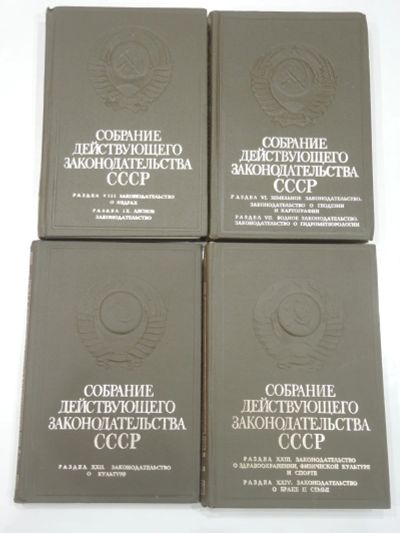 СОБРАНИЕ
ДЕЙСТВУЮЩЕГО
ЗАКОНОДАТЕЛЬСТВА
СССР
РАЗДЕЛ VIII ЗАКОНОДАТЕЛЬСТВО
О НЕДРАХ
РАЗДЕЛ IX. ЛЕСНОЕ
ЗАКОНОДАТЕЛЬСТВО
СОБРАНИЕ
ДЕЙСТВУЮЩЕГО
ЗАКОНОДАТЕЛЬСТВА
СССР
РАЗДЕЛ VI. ЗЕМЕЛЬНОЕ ЗАКОНОДАТЕЛЬСТВО.
ЗАКОНОДАТЕЛЬСТВО О ГЕОДЕЗИИ
И КАРТОГРАФИИ
РАЗДЕЛ VII. ВОДНОЕ ЗАКОНОДАТЕЛЬСТВО.
ЗАКОНОДАТЕЛЬСТВО О ГИДРОМЕТЕОРОЛОГИИ
СОБРАНИЕ
ДЕЙСТВУЮЩЕГО
ЗАКОНОДАТЕЛЬСТВА
СССР
РАЗДЕЛ XXII. ЗАКОНОДАТЕЛЬСТВО
О КУЛЬТУРЕ
СОБРАНИЕ
ДЕЙСТВУЮЩЕГО
ЗАКОНОДАТЕЛЬСТВА
СССР
РАЗДЕЛ XXIII. ЗАКОНОДАТЕЛЬСТВО
О ЗДРАВООХРАНЕНИИ, ФИЗИЧЕСКОЙ КУЛЬТУРЕ
И СПОРТЕ
РАЗДЕЛ XXIV. ЗАКОНОДАТЕЛЬСТВО
О БРАКЕ И СЕМЬЕ